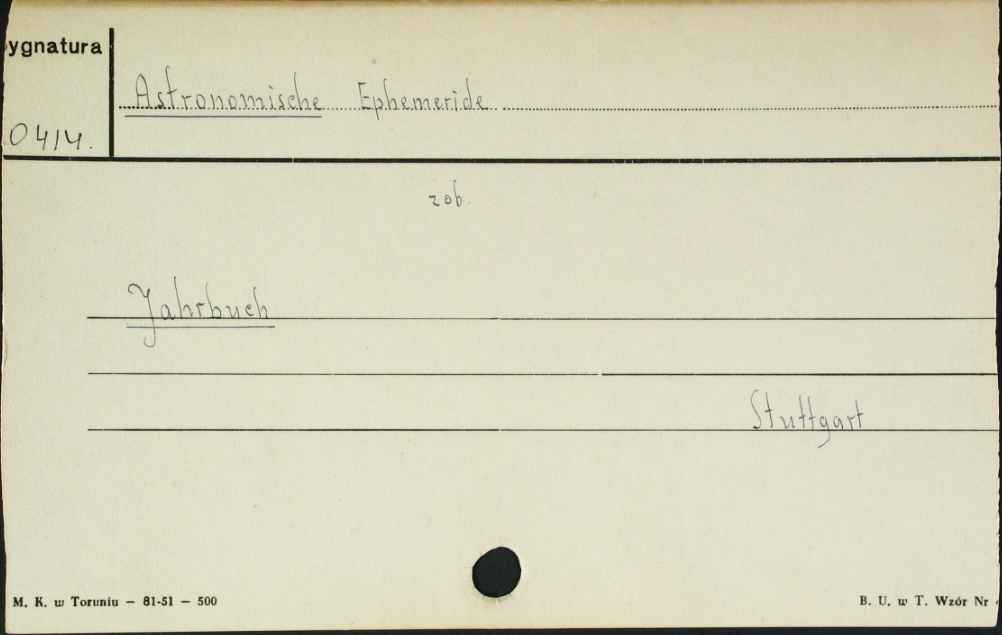 ygnatura
Astronomische Ephemeride
0414.
zob.
Jahrbuch
Stuttgart
M. K. w Toruniu — 81-51 — 500
B. U. w T. Wzór Nr